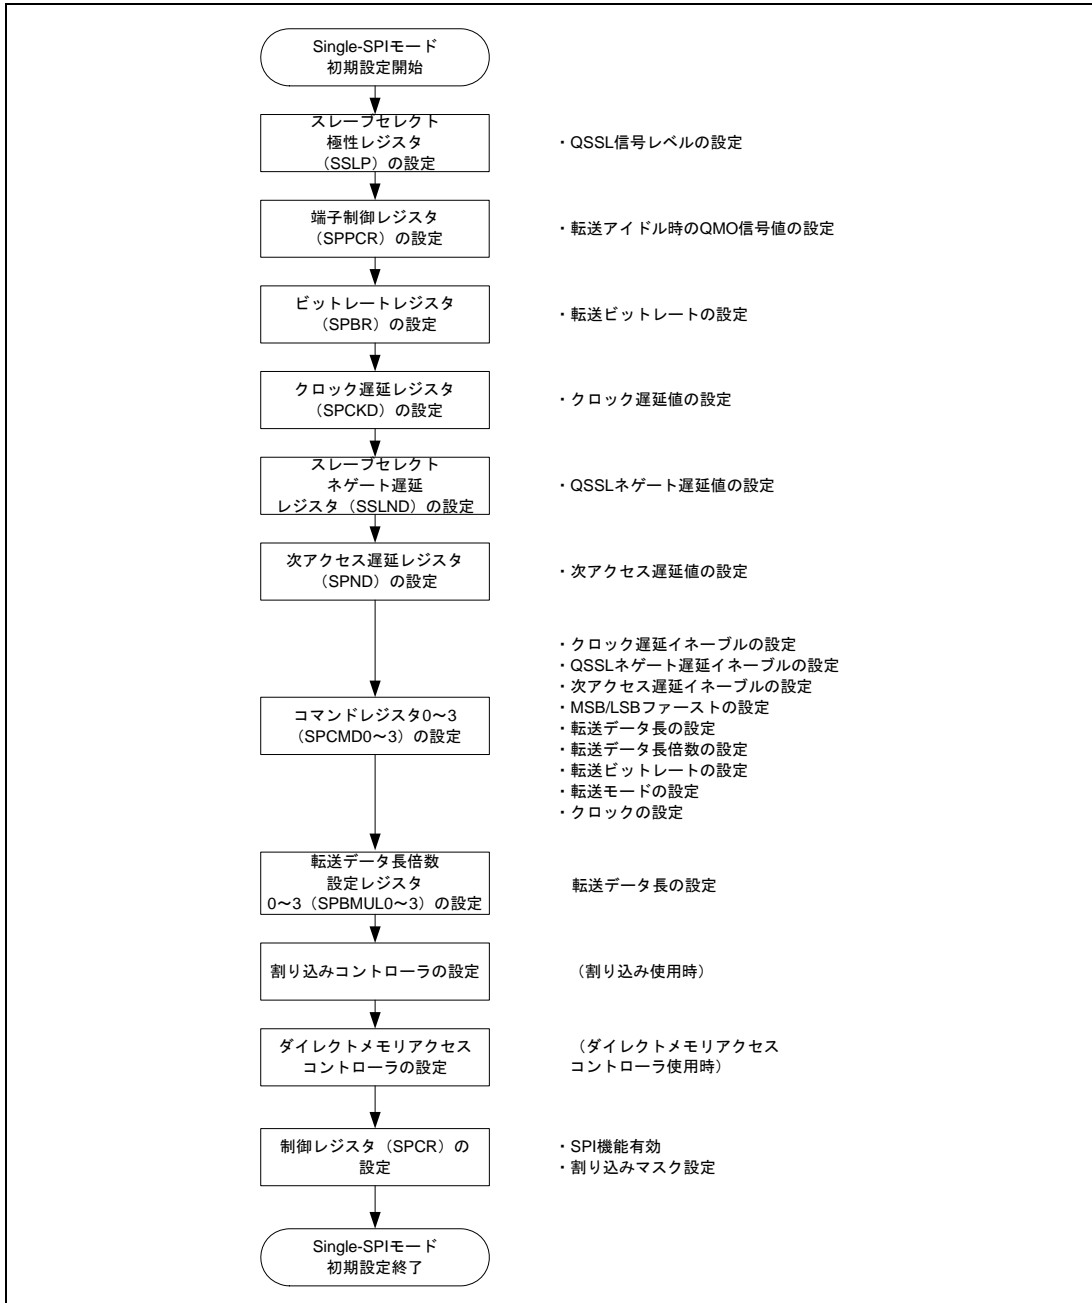 Single-SPIモード
初期設定開始
スレーブセレクト
極性レジスタ
（SSLP）の設定
・QSSL信号レベルの設定
端子制御レジスタ
（SPPCR）の設定
・転送アイドル時のQMO信号値の設定
ビットレートレジスタ
（SPBR）の設定
・転送ビットレートの設定
クロック遅延レジスタ
（SPCKD）の設定
・クロック遅延値の設定
スレーブセレクト
ネゲート遅延
レジスタ（SSLND）の設定
・QSSLネゲート遅延値の設定
次アクセス遅延レジスタ
（SPND）の設定
・次アクセス遅延値の設定
コマンドレジスタ0～3
（SPCMD0～3）の設定
・クロック遅延イネーブルの設定
・QSSLネゲート遅延イネーブルの設定
・次アクセス遅延イネーブルの設定
・MSB/LSBファーストの設定
・転送データ長の設定
・転送データ長倍数の設定
・転送ビットレートの設定
・転送モードの設定
・クロックの設定
転送データ長倍数
設定レジスタ
0～3（SPBMUL0～3）の設定
転送データ長の設定
割り込みコントローラの設定
（割り込み使用時）
ダイレクトメモリアクセス
コントローラの設定
（ダイレクトメモリアクセス
コントローラ使用時）
制御レジスタ（SPCR）の
設定
・SPI機能有効
・割り込みマスク設定
Single-SPIモード
初期設定終了